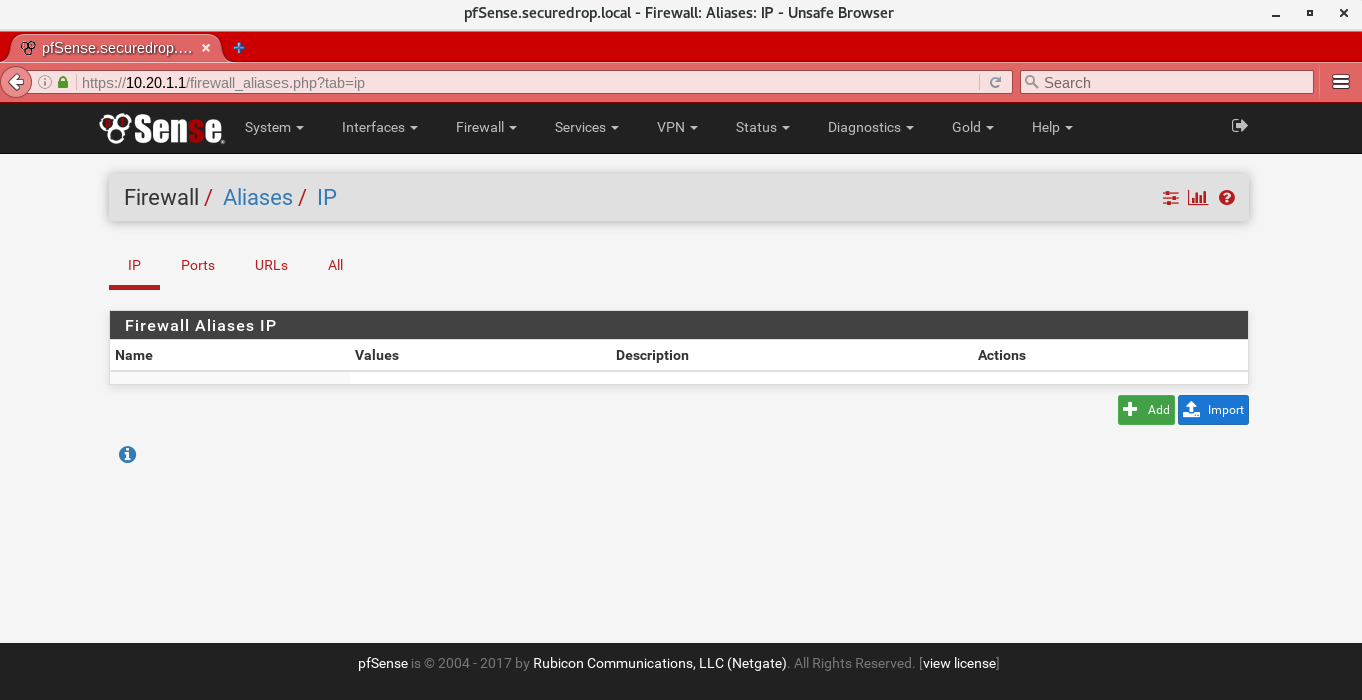 pfSense.securedrop.local - Firewall: Aliases: IP - Unsafe Browser
pfSense.securedrop.…
https://10.20.1.1/firewall_aliases.php?tab=ip
Search
Sense
System Interfaces Firewall Services VPN Status Diagnostics Gold Help
Firewall / Aliases / IP
IP Ports URLs All
Firewall Aliases IP
Name Values Description Actions
Add Import
pfSense is © 2004 - 2017 by Rubicon Communications, LLC (Netgate). All Rights Reserved. [view license]